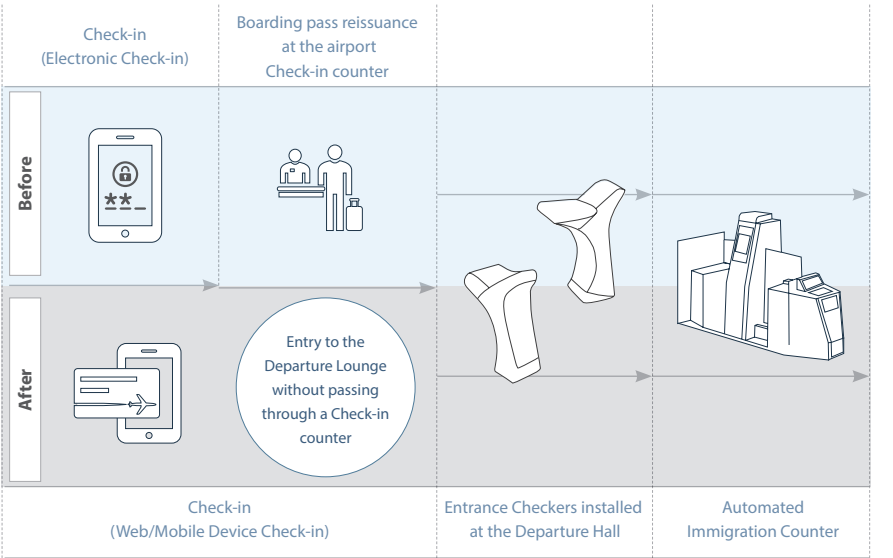 Check-in
(Electronic Check-in)
Boarding pass reissuance
at the airport
Check-in counter
Before
**_
After
Entry to the
Departure Lounge
without passing
through a Check-in
counter
Check-in
(Web/Mobile Device Check-in)
Entrance Checkers installed
at the Departure Hall
Automated
Immigration Counter